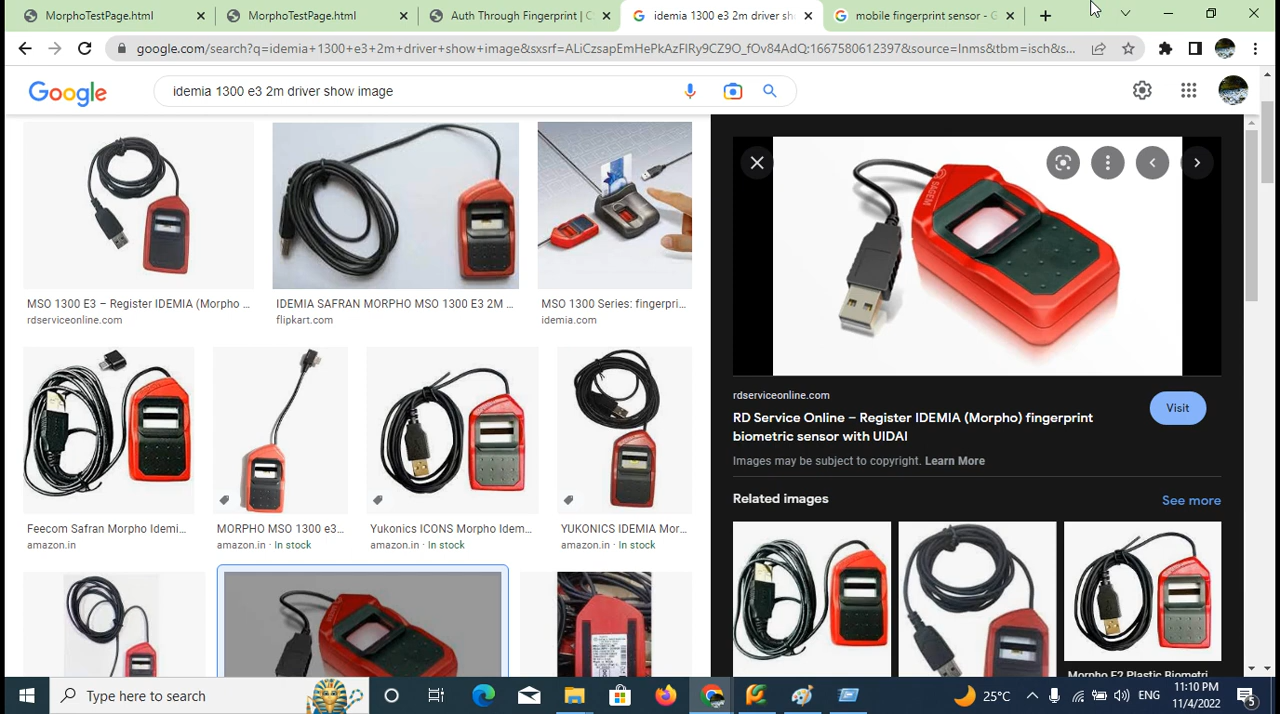 MorphoTestPage.html
MorphoTestPage.html
Auth Through Fingerprint | C
idemia 1300 e3 2m driver sh
mobile fingerprint sensor - G
google.com/search?q=idemia+1300+e3+2m+driver+show+image&sxsrf=ALiCzsapEmHePkAzFIRy9CZ9O_fOv84AdQ:1667580612397&source=lnms&tbm=isch&s...
Google
idemia 1300 e3 2m driver show image
SAGEM
MSO 1300 E3 – Register IDEMIA (Morpho ...
rdserviceonline.com
IDEMIA SAFRAN MORPHO MSO 1300 E3 2M ...
flipkart.com
MSO 1300 Series: fingerpri...
idemia.com
rdserviceonline.com
RD Service Online – Register IDEMIA (Morpho) fingerprint
biometric sensor with UIDAI
Visit
Images may be subject to copyright. Learn More
Related images
See more
Feecom Safran Morpho Idemi...
amazon.in
MORPHO MSO 1300 e3...
amazon.in · In stock
Yukonics ICONS Morpho Idem...
amazon.in · In stock
YUKONICS IDEMIA Mor...
amazon.in · In stock
Morpho E2 Plastic Biometri
Type here to search
25°C
ENG
11:10 PM
11/4/2022
5